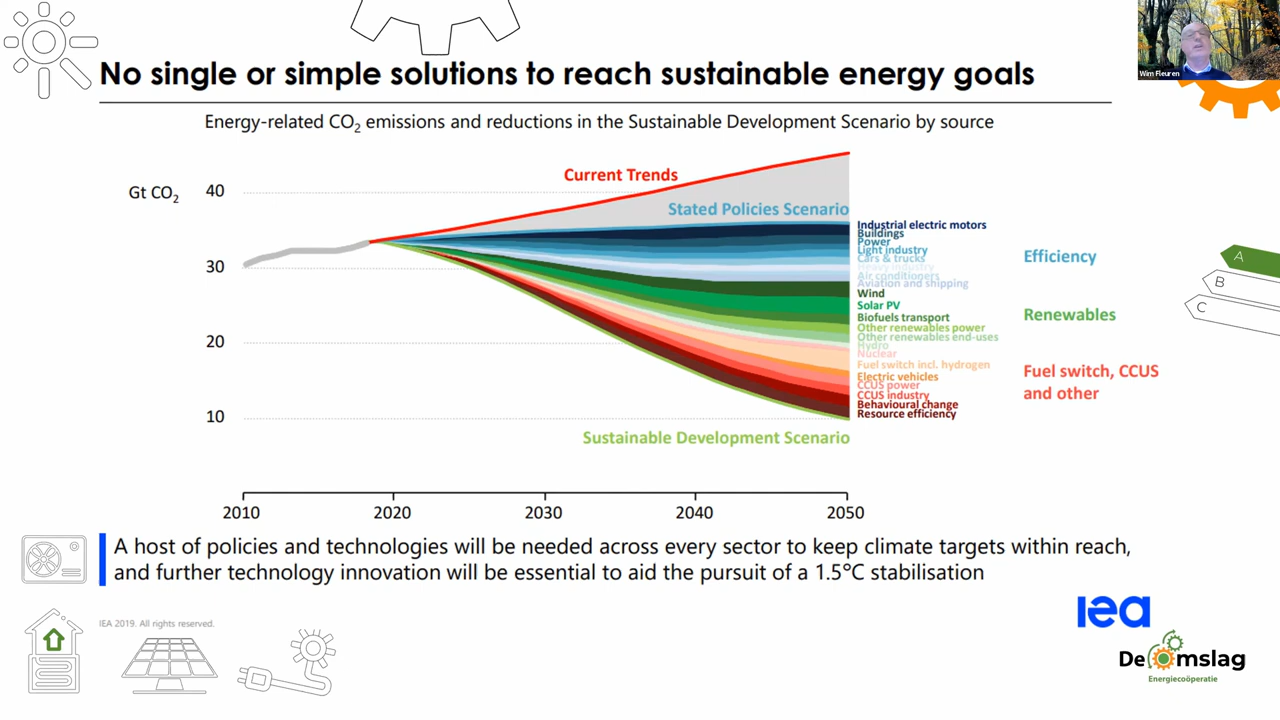 No single or simple solutions to reach sustainable energy goals
Wim Fleuren
Energy-related CO₂ emissions and reductions in the Sustainable Development Scenario by source
Gt CO₂
40
30
20
10
Current Trends
Stated Policies Scenario
Industrial electric motors
Buildings
Power
Light industry
Cars & trucks
Heavy industry
Air conditioners
Aviation and shipping
Wind
Solar PV
Biofuels transport
Other renewables power
Other renewables end-uses
Hydro
Nuclear
Fuel switch incl. hydrogen
Electric vehicles
CCUS power
CCUS industry
Behavioural change
Resource efficiency
Efficiency
Renewables
Fuel switch, CCUS
and other
A
B
C
Sustainable Development Scenario
2010
2020
2030
2040
2050
A host of policies and technologies will be needed across every sector to keep climate targets within reach,
and further technology innovation will be essential to aid the pursuit of a 1.5°C stabilisation
IEA 2019. All rights reserved.
iea
De Omslag
Energiecoöperatie